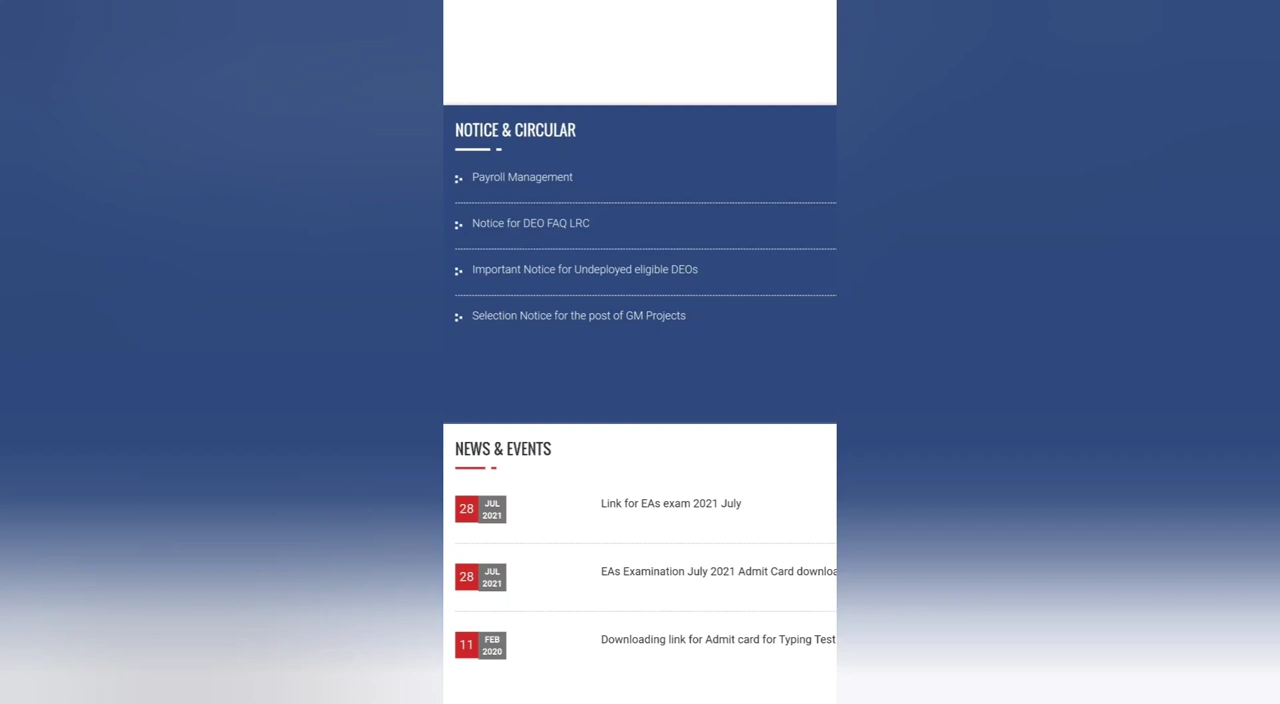 NOTICE & CIRCULAR
Payroll Management
Notice for DEO FAQ LRC
Important Notice for Undeployed eligible DEOs
Selection Notice for the post of GM Projects
NEWS & EVENTS
28 JUL 2021
Link for EAs exam 2021 July
28 JUL 2021
EAs Examination July 2021 Admit Card downloa
11 FEB 2020
Downloading link for Admit card for Typing Test